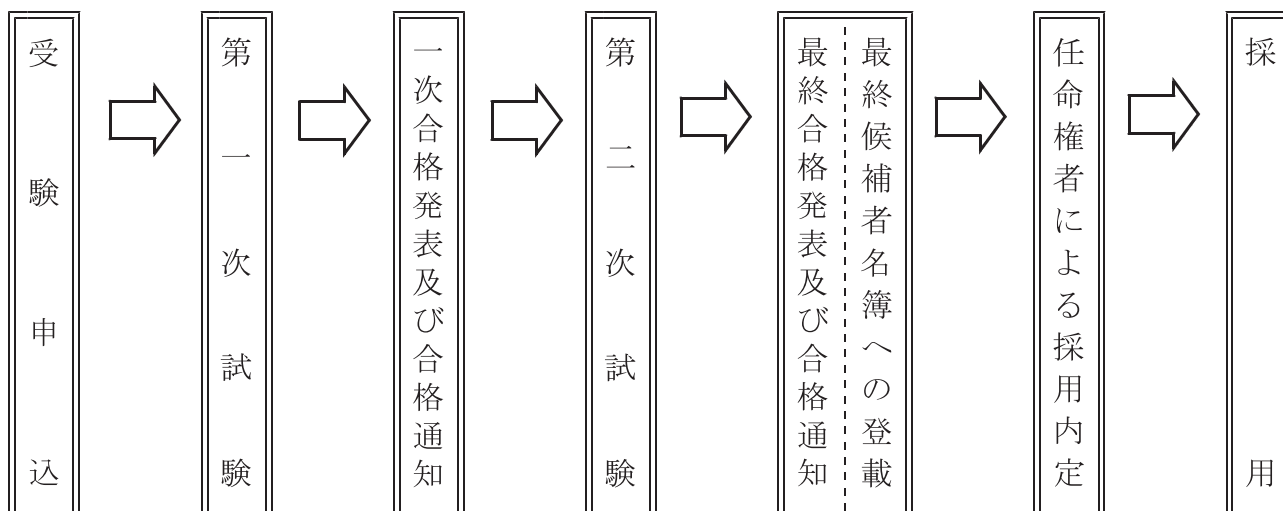 受験申込
第一次試験
一次合格発表及び合格通知
第二次試験
最終候補者名簿への登載
最終合格発表及び合格通知
任命権者による採用内定
採用